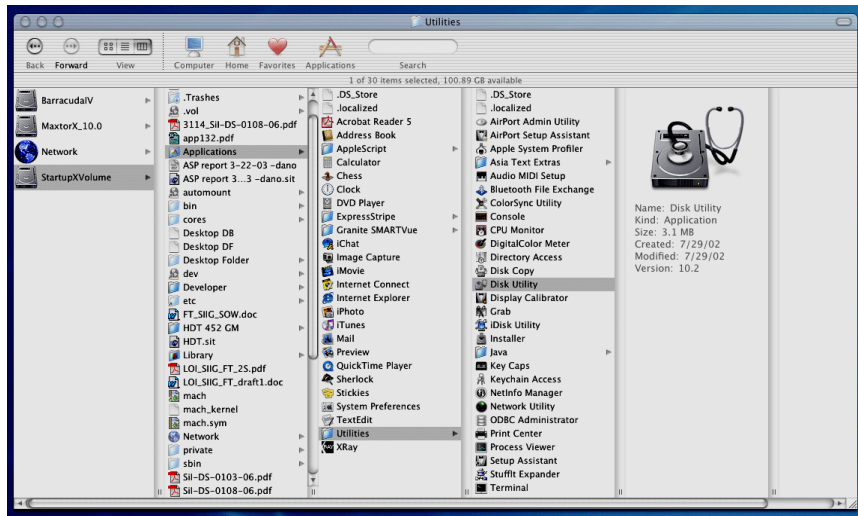 Utilities
Back Forward View Computer Home Favorites Applications Search
1 of 30 items selected, 100.89 GB available
BarracudaIV
MaxtorX_10.0
Network
StartupXVolume
.Trashes
.vol
3114_SiI-DS-0108-06.pdf
app132.pdf
Applications
ASP report 3-22-03 -dano
ASP report 3...3 -dano.sit
automount
bin
cores
Desktop DB
Desktop DF
Desktop Folder
dev
Developer
etc
FT_SIIG_SOW.doc
HDT 452 GM
HDT.sit
Library
LOI_SIIG_FT_2S.pdf
LOI_SIIG_FT_draft1.doc
mach
mach_kernel
mach.sym
Network
private
sbin
SiI-DS-0103-06.pdf
SiI-DS-0108-06.pdf
.DS_Store
.localized
Acrobat Reader 5
Address Book
AppleScript
Calculator
Chess
Clock
DVD Player
ExpressStripe
Granite SMARTVue
iChat
Image Capture
iMovie
Internet Connect
Internet Explorer
iPhoto
iTunes
Mail
Preview
QuickTime Player
Sherlock
Stickies
System Preferences
TextEdit
Utilities
XRay
.DS_Store
.localized
AirPort Admin Utility
AirPort Setup Assistant
Apple System Profiler
Asia Text Extras
Audio MIDI Setup
Bluetooth File Exchange
ColorSync Utility
Console
CPU Monitor
DigitalColor Meter
Directory Access
Disk Copy
Disk Utility
Display Calibrator
Grab
iDisk Utility
Installer
Java
Key Caps
Keychain Access
NetInfo Manager
Network Utility
ODBC Administrator
Print Center
Process Viewer
Setup Assistant
StuffIt Expander
Terminal
Name: Disk Utility
Kind: Application
Size: 3.1 MB
Created: 7/29/02
Modified: 7/29/02
Version: 10.2